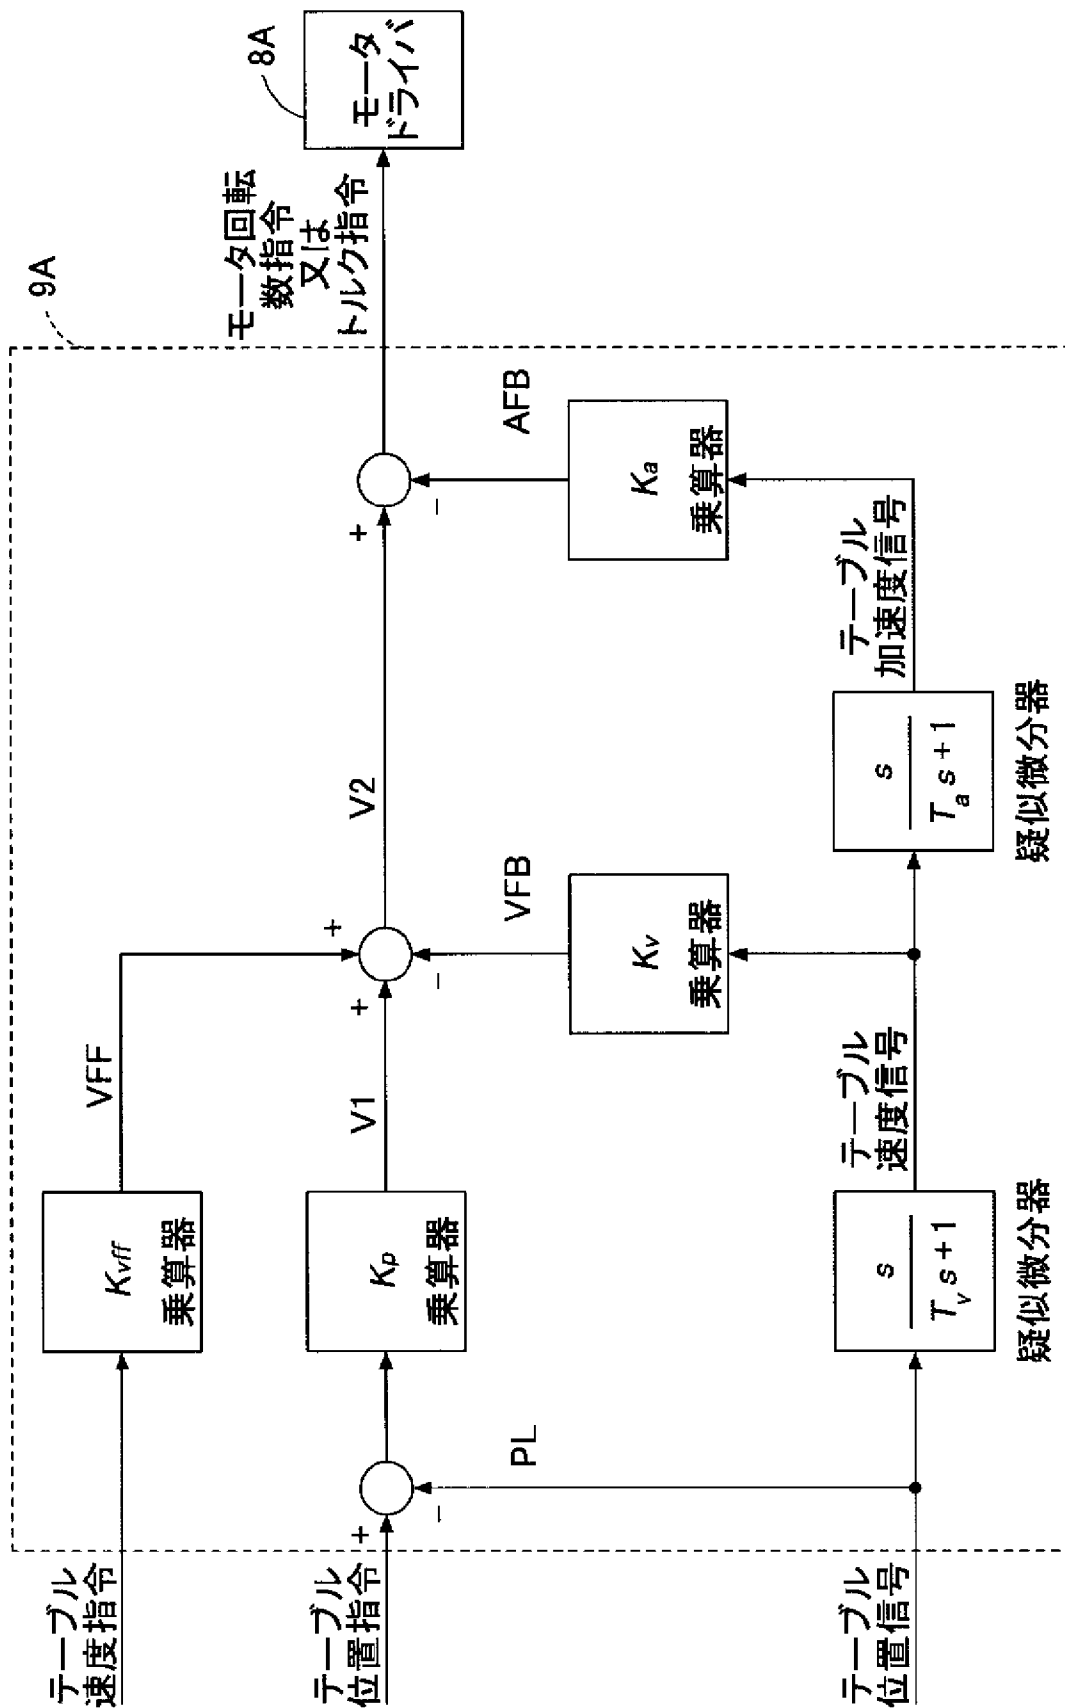 9A
テーブル
速度指令
Kvff
乗算器
VFF
テーブル
位置指令
+
−
Kp
乗算器
V1
+
+
−
V2
+
−
モータ回転
数指令
又は
トルク指令
8A
モータ
ドライバ
PL
VFB
Kv
乗算器
AFB
Ka
乗算器
テーブル
位置信号
s
Tv s+1
疑似微分器
テーブル
速度信号
s
Ta s+1
疑似微分器
テーブル
加速度信号